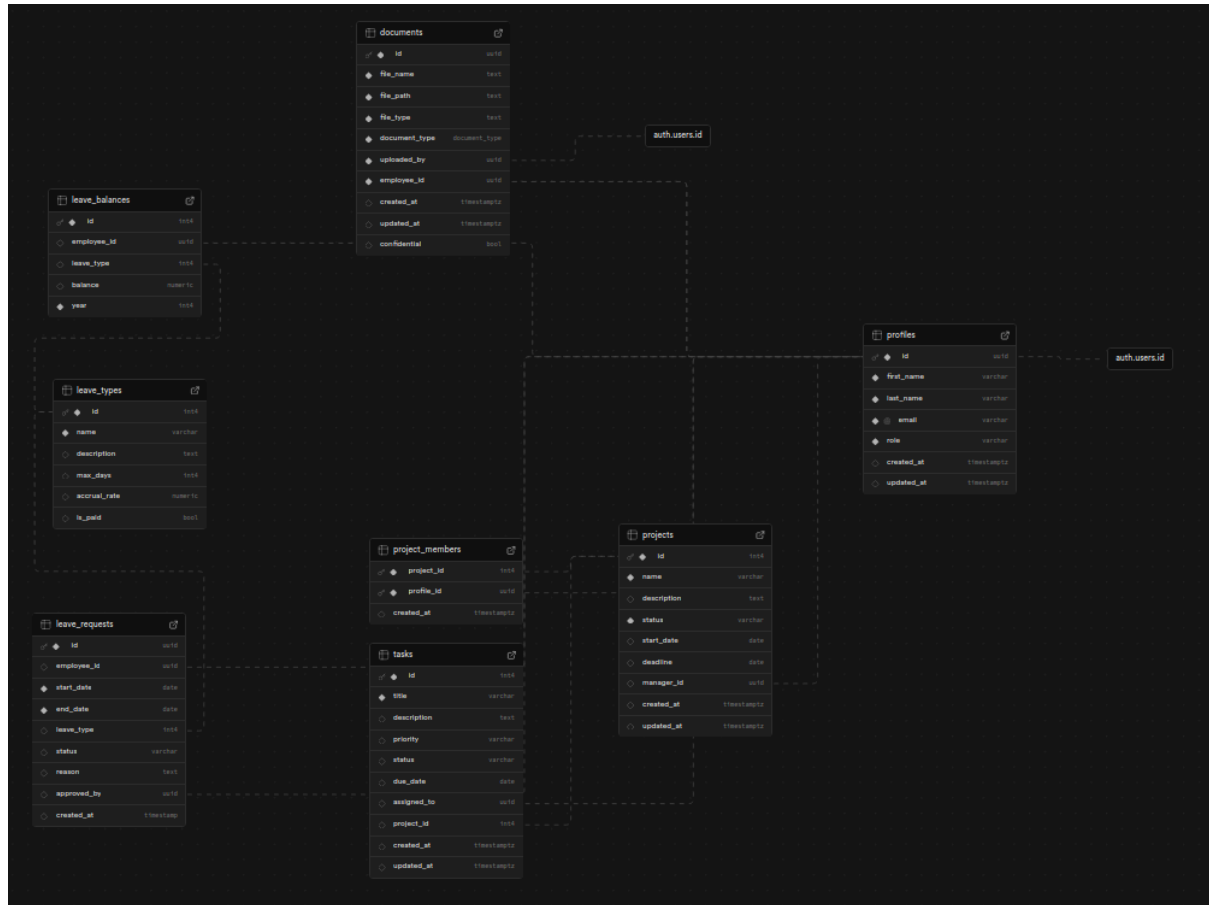 documents
id uuid
file_name text
file_path text
file_type text
document_type document_type
uploaded_by uuid
employee_id uuid
created_at timestamptz
updated_at timestamptz
confidential bool
auth.users.id
leave_balances
id int4
employee_id uuid
leave_type int4
balance numeric
year int4
profiles
id uuid
first_name varchar
last_name varchar
email varchar
role varchar
created_at timestamptz
updated_at timestamptz
auth.users.id
leave_types
id int4
name varchar
description text
max_days int4
accrual_rate numeric
is_paid bool
project_members
project_id int4
profile_id uuid
created_at timestamptz
projects
id int4
name varchar
description text
status varchar
start_date date
deadline date
manager_id uuid
created_at timestamptz
updated_at timestamptz
leave_requests
id uuid
employee_id uuid
start_date date
end_date date
leave_type int4
status varchar
reason text
approved_by uuid
created_at timestamp
tasks
id int4
title varchar
description text
priority varchar
status varchar
due_date date
assigned_to uuid
project_id int4
created_at timestamptz
updated_at timestamptz